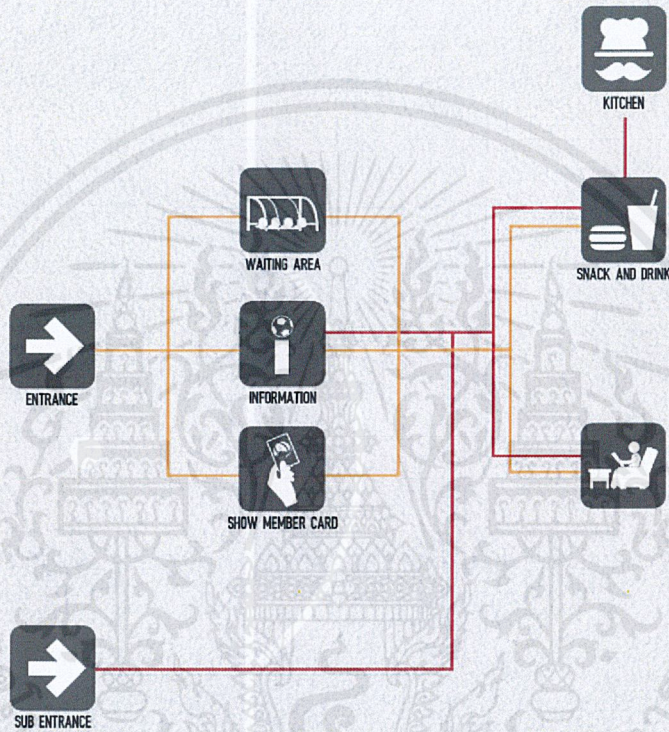 KITCHEN
SNACK AND DRINK
WAITING AREA
ENTRANCE
INFORMATION
SHOW MEMBER CARD
SUB ENTRANCE